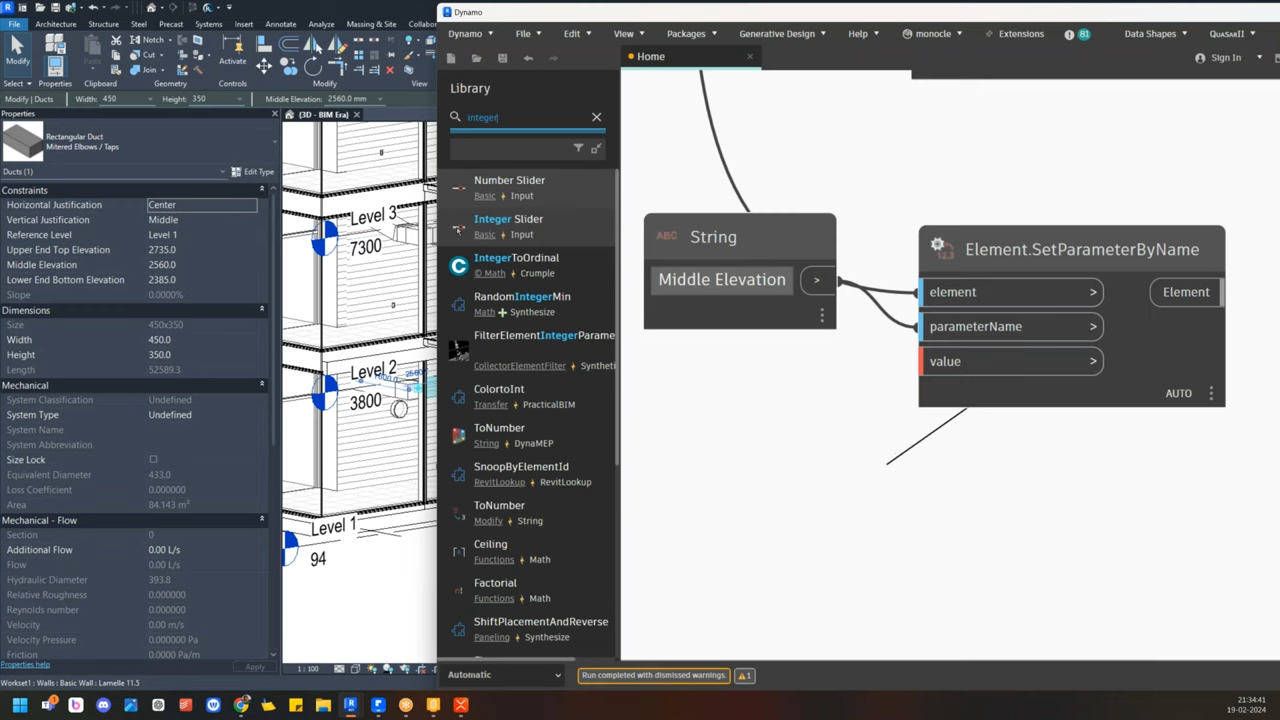 Dynamo
File Architecture Structure Steel Precast Systems Insert Annotate Analyze Massing & Site Collabor
Dynamo File Edit View Packages Generative Design Help monocle Extensions 81 Data Shapes QUASARII
Modify
Properties
Paste
Notch
Cut
Join
Activate
Select Properties Clipboard Geometry Controls Modify View
Home
Sign In
Modify | Ducts Width: 450 Height: 350 Middle Elevation: 2560.0 mm
Properties
(3D - BIM Era)
Rectangular Duct
Mitered Elbows / Taps
Ducts (1) Edit Type
Constraints
Horizontal Justification Center
Vertical Justification Middle
Reference Level Level 1
Upper End Top Elevation 2735.0
Middle Elevation 2560.0
Lower End Bottom Elevation 2385.0
Slope 0.0000%
Dimensions
Size 450x350
Width 450.0
Height 350.0
Length 52589.3
Mechanical
System Classification Undefined
System Type Undefined
System Name
System Abbreviation
Size Lock
Equivalent Diameter 433.0
Loss Coefficient 0.000000
Area 84.143 m²
Mechanical - Flow
Section 0
Additional Flow 0.00 L/s
Flow 0.00 L/s
Hydraulic Diameter 393.8
Relative Roughness 0.000000
Reynolds number 0.000000
Velocity 0.00 m/s
Velocity Pressure 0.0000 Pa
Friction 0.0000 Pa/m
Properties help Apply
Level 3
7300
Level 2
3800
Level 1
94
1 : 100
Workset1 : Walls : Basic Wall : Lamelle 11.5
Library
integer
Number Slider
Basic Input
Integer Slider
Basic Input
IntegerToOrdinal
© Math Crumple
RandomIntegerMin
Math Synthesize
FilterElementIntegerParame
CollectorElementFilter Syntheti
ColortoInt
Transfer PracticalBIM
ToNumber
String DynaMEP
SnoopByElementId
RevitLookup RevitLookup
ToNumber
Modify String
Ceiling
Functions Math
Factorial
Functions Math
ShiftPlacementAndReverse
Paneling Synthesize
ABC String
Middle Elevation >
Element.SetParameterByName
element >
Element
parameterName >
value >
AUTO
Automatic
Run completed with dismissed warnings.
1
21:34:41
19-02-2024